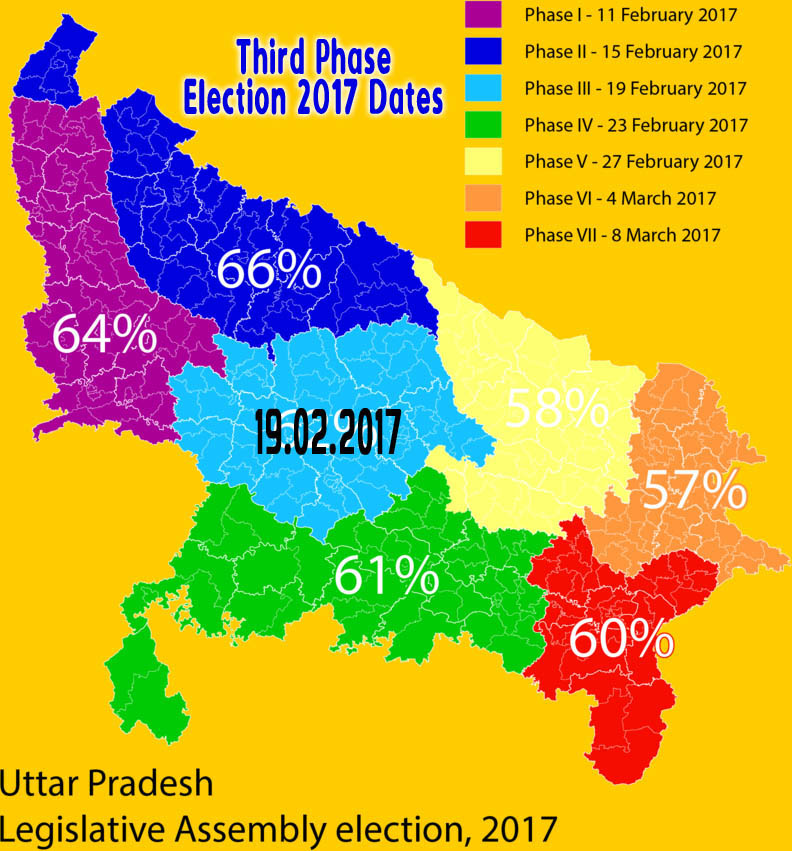 Third Phase
Election 2017 Dates
Phase I - 11 February 2017
Phase II - 15 February 2017
Phase III - 19 February 2017
Phase IV - 23 February 2017
Phase V - 27 February 2017
Phase VI - 4 March 2017
Phase VII - 8 March 2017
66%
64%
58%
19.02.2017
57%
61%
60%
Uttar Pradesh
Legislative Assembly election, 2017